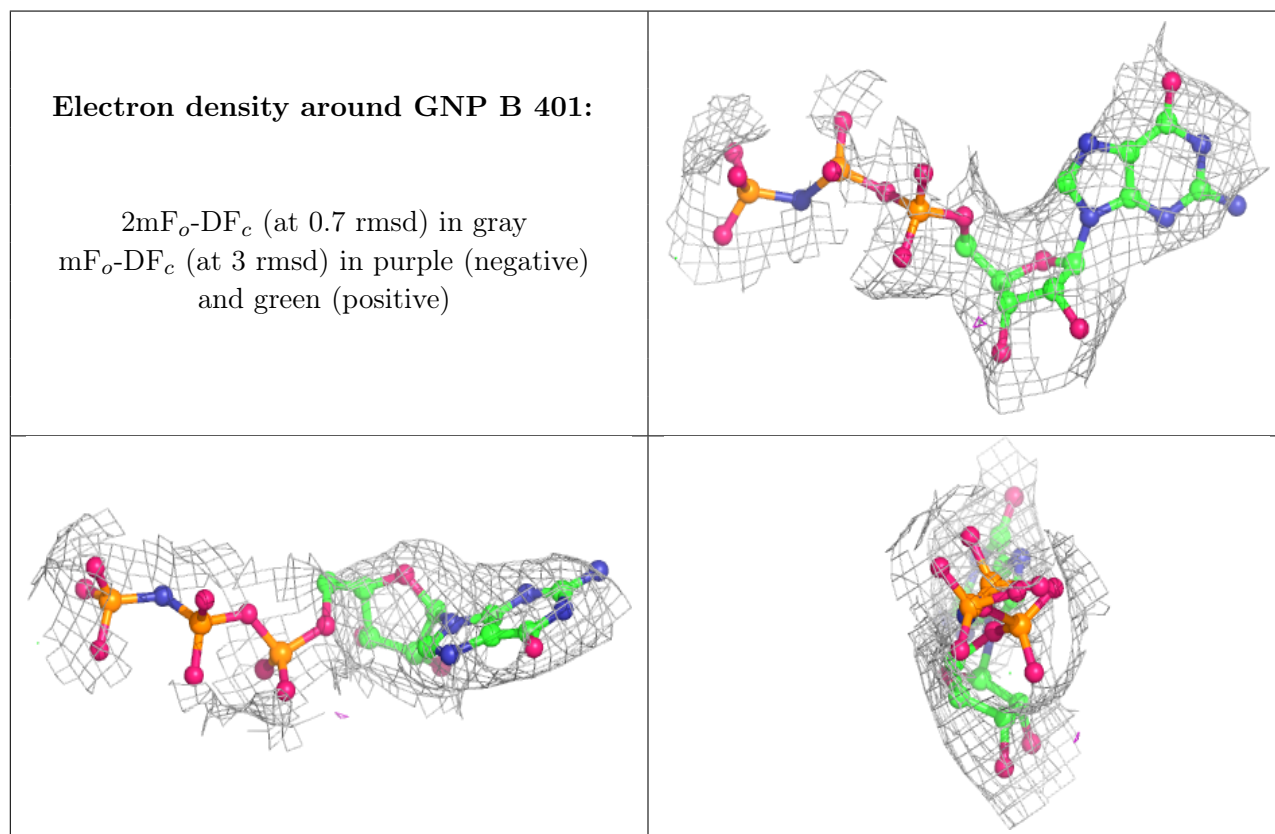 Electron density around GNP B 401:
2mFo-DFc (at 0.7 rmsd) in gray
mFo-DFc (at 3 rmsd) in purple (negative)
and green (positive)